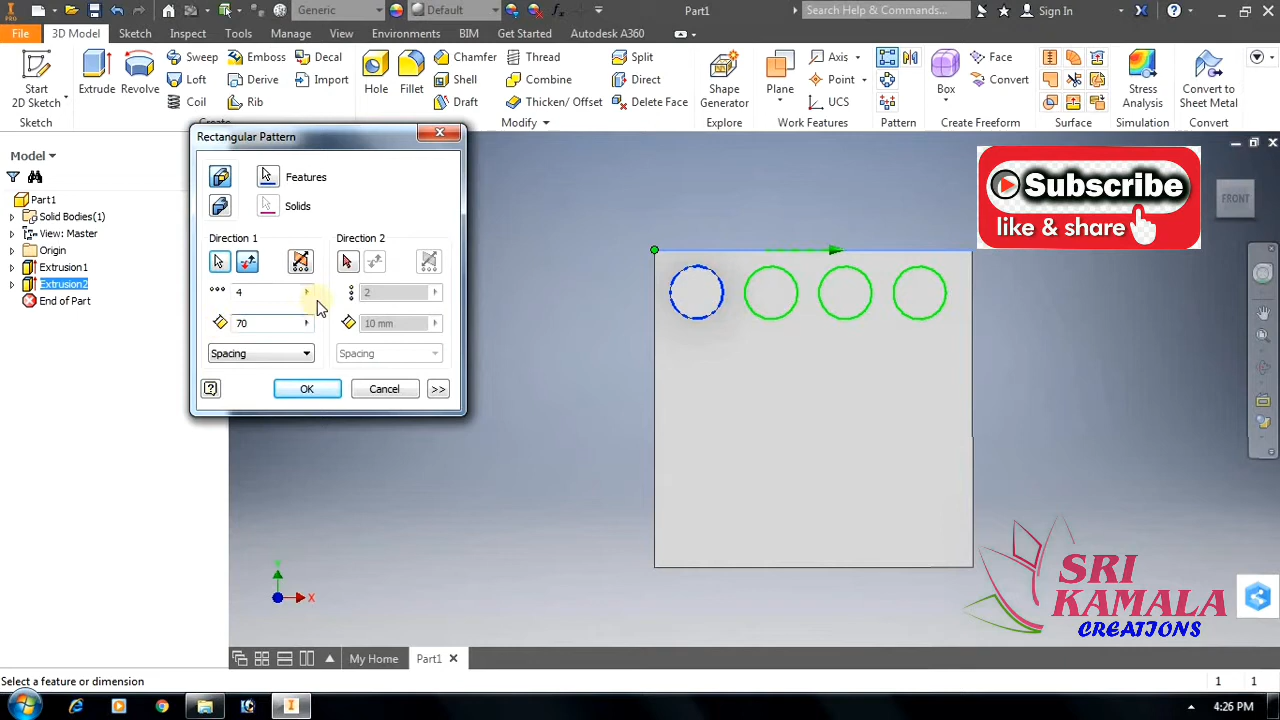 Generic
Default
fx
Part1
Search Help & Commands...
Sign In
File
3D Model
Sketch
Inspect
Tools
Manage
View
Environments
BIM
Get Started
Autodesk A360
Start
2D Sketch
Extrude
Revolve
Sweep
Emboss
Decal
Loft
Derive
Import
Coil
Rib
Hole
Fillet
Chamfer
Thread
Split
Shell
Combine
Direct
Draft
Thicken/ Offset
Delete Face
Shape
Generator
Plane
Axis
Point
UCS
Box
Face
Convert
Stress
Analysis
Convert to
Sheet Metal
Sketch
Create
Modify
Explore
Work Features
Pattern
Create Freeform
Surface
Simulation
Convert
Model
Part1
Solid Bodies(1)
View: Master
Origin
Extrusion1
Extrusion2
End of Part
Rectangular Pattern
Features
Solids
Direction 1
Direction 2
4
2
70
10 mm
Spacing
Spacing
OK
Cancel
>>
Subscribe
like & share
FRONT
X
SRI
KAMALA
CREATIONS
My Home
Part1
Select a feature or dimension
1
1
4:26 PM